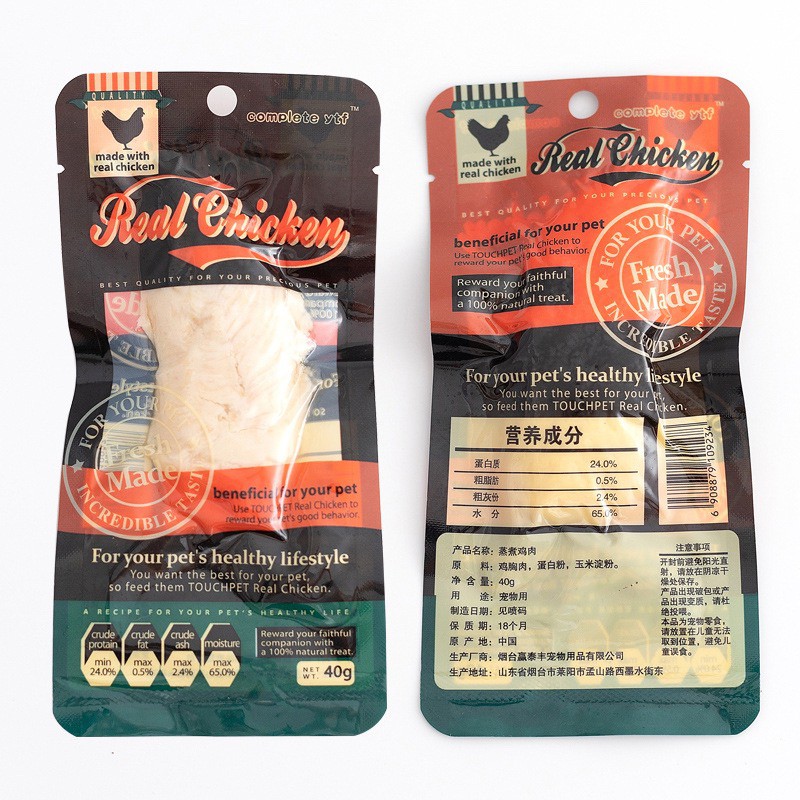 QUALITY
made with
real chicken
complete ytf™
Real Chicken
BEST QUALITY FOR YOUR PRECIOUS PET
FOR YOUR PET
Fresh
Made
INCREDIBLE TASTE
beneficial for your pet
Use TOUCHPET Real Chicken to
reward your pet's good behavior.
For your pet's healthy lifestyle
You want the best for your pet,
so feed them TOUCHPET Real Chicken.
A RECIPE FOR YOUR PET'S HEALTHY LIFE
crude protein min 24.0%
crude fat max 0.5%
crude ash max 2.4%
moisture max 65.0%
Reward your faithful
companion with
a 100% natural treat.
NET WT. 40g
QUALITY
made with
real chicken
complete ytf™
Real Chicken
BEST QUALITY FOR YOUR PRECIOUS PET
beneficial for your pet
Use TOUCHPET Real Chicken to
reward your pet's good behavior.
Reward your faithful
companion with
a 100% natural treat.
FOR YOUR PET
Fresh
Made
INCREDIBLE TASTE
For your pet's healthy lifestyle
You want the best for your pet,
so feed them TOUCHPET Real Chicken.
营养成分
蛋白质 24.0%
粗脂肪 0.5%
粗灰份 2.4%
水 分 65.0%
6 908879 109234
产品名称: 蒸煮鸡肉
原 料: 鸡胸肉，蛋白粉，玉米淀粉。
净 含 量: 40g
用 途: 宠物用
制造日期: 见喷码
保 质 期: 18个月
原 产 地: 中国
生产厂商: 烟台赢泰丰宠物用品有限公司
生产地址: 山东省烟台市莱阳市孟山路西墨水街东
注意事项
开封前避免阳光直
射，请放在阴凉干
燥处保存。
产品出现破包或产
品出现变质，请杜
绝投喂。
本品为宠物零食，
请放置在儿童无法
取到位置，避免儿
童误食。